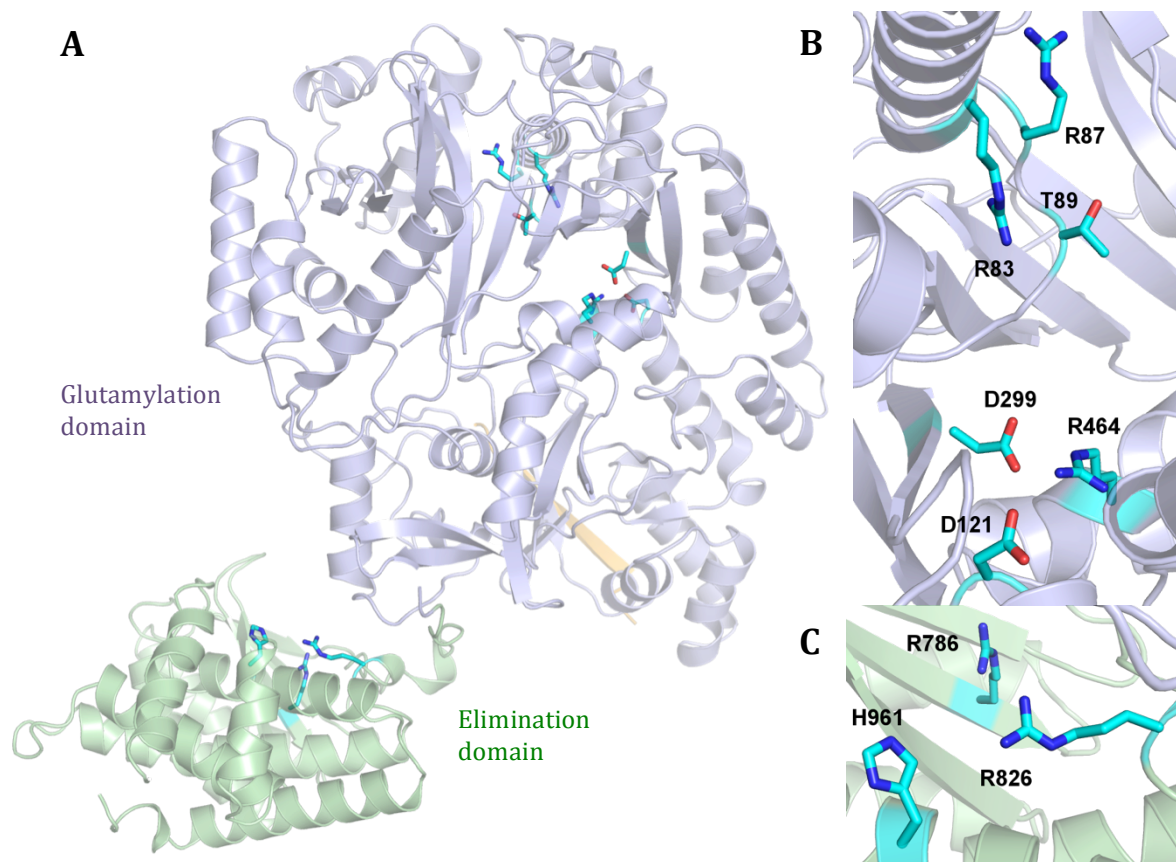 A
Glutamylation
domain
Elimination
domain
B
R87
T89
R83
D299
R464
D121
C
R786
H961
R826